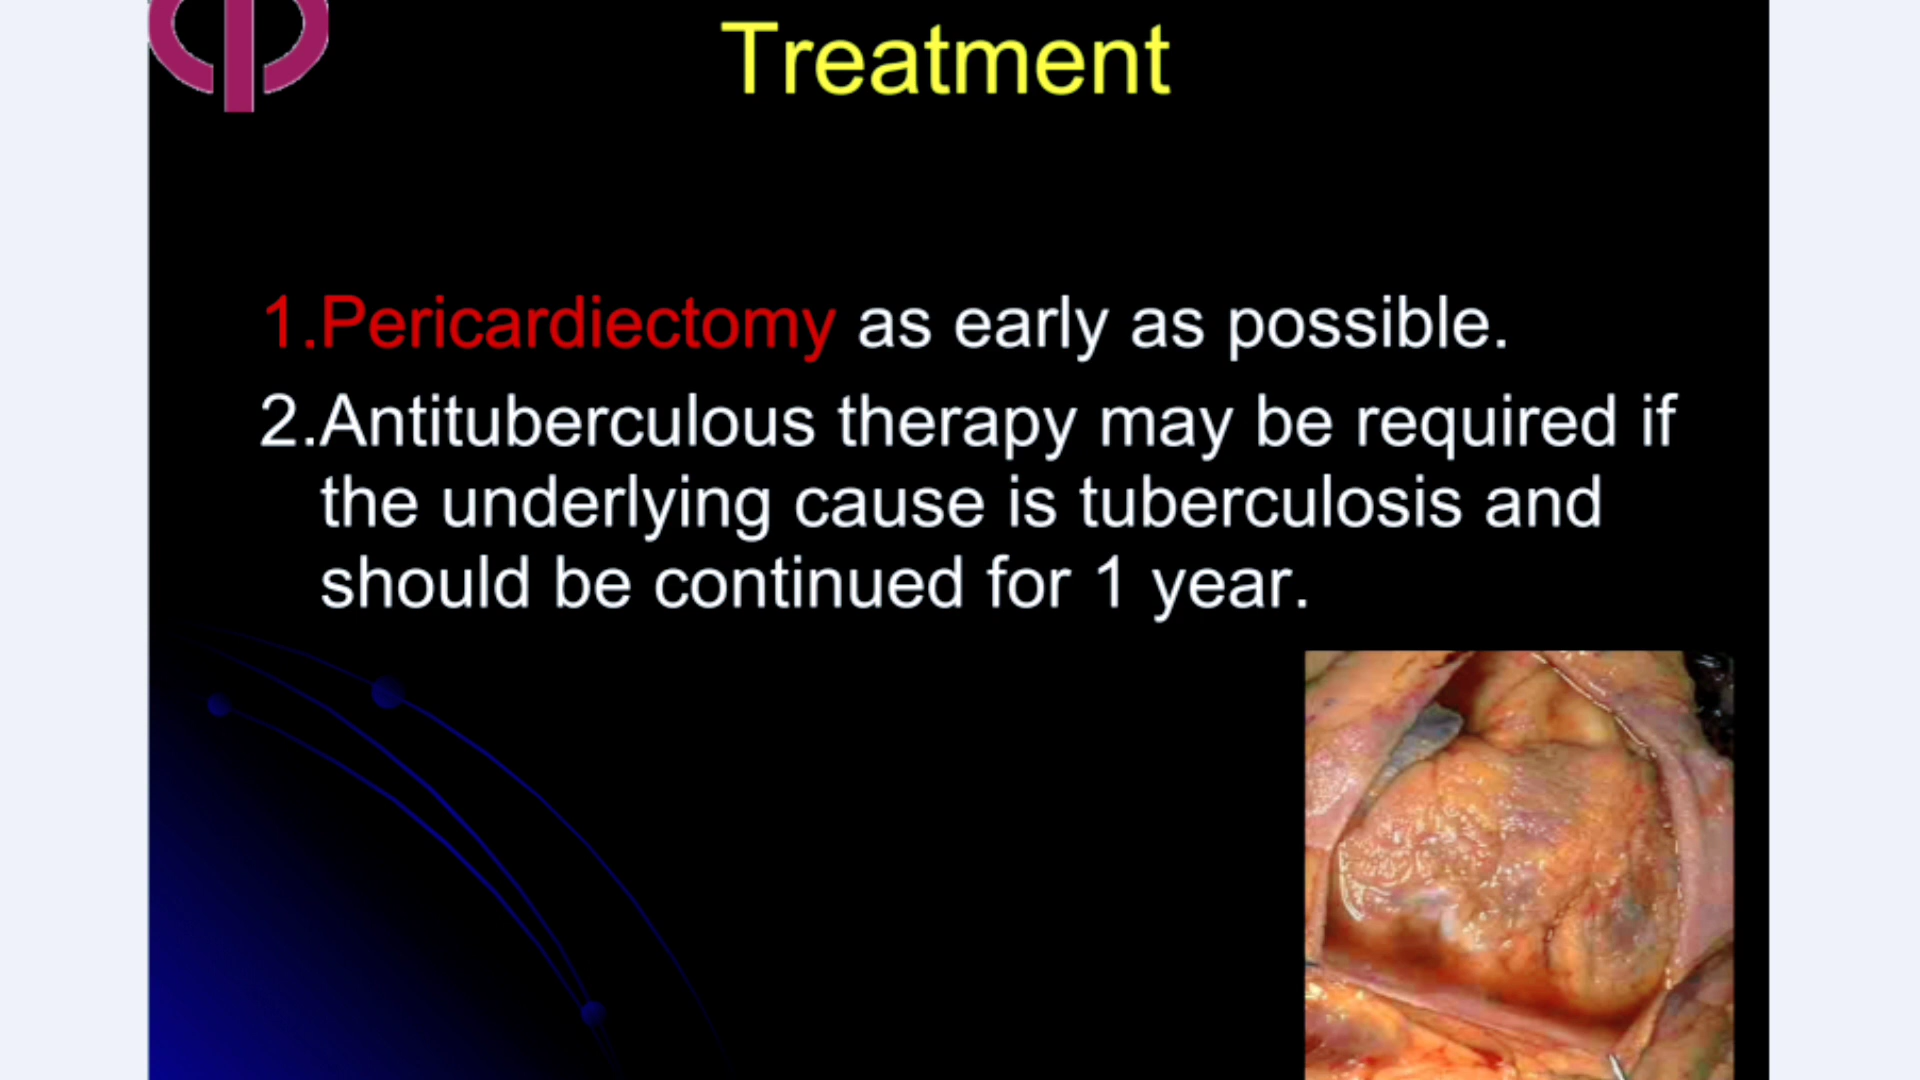 Treatment
1.Pericardiectomy as early as possible.
2.Antituberculous therapy may be required if
the underlying cause is tuberculosis and
should be continued for 1 year.